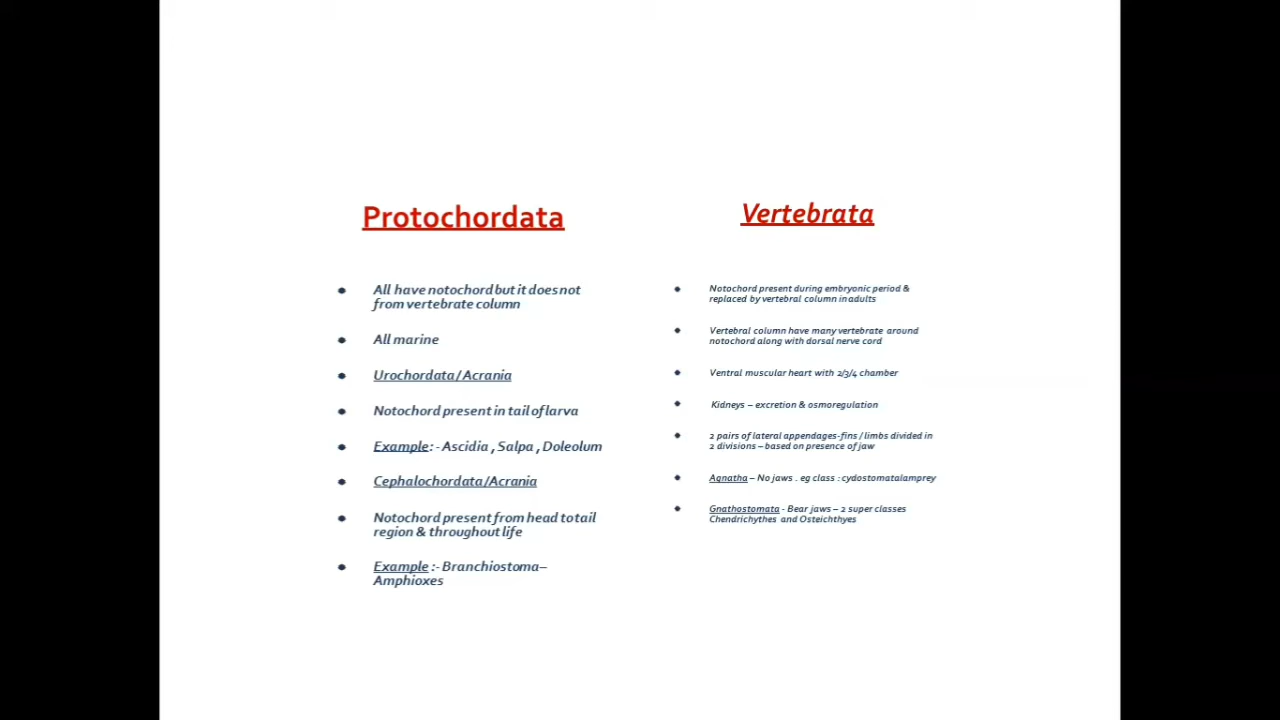 Protochordata
All have notochord but it does not
from vertebrate column
All marine
Urochordata/Acrania
Notochord present in tail of larva
Example: - Ascidia , Salpa , Doleolum
Cephalochordata/Acrania
Notochord present from head to tail
region & throughout life
Example :- Branchiostoma–
Amphioxes
Vertebrata
Notochord present during embryonic period &
replaced by vertebral column in adults
Vertebral column have many vertebrate around
notochord along with dorsal nerve cord
Ventral muscular heart with 2/3/4 chamber
Kidneys – excretion & osmoregulation
2 pairs of lateral appendages-fins / limbs divided in
2 divisions – based on presence of jaw
Agnatha – No jaws . eg class : cydostomatalamprey
Gnathostomata - Bear jaws – 2 super classes
Chendrichythes and Osteichthyes